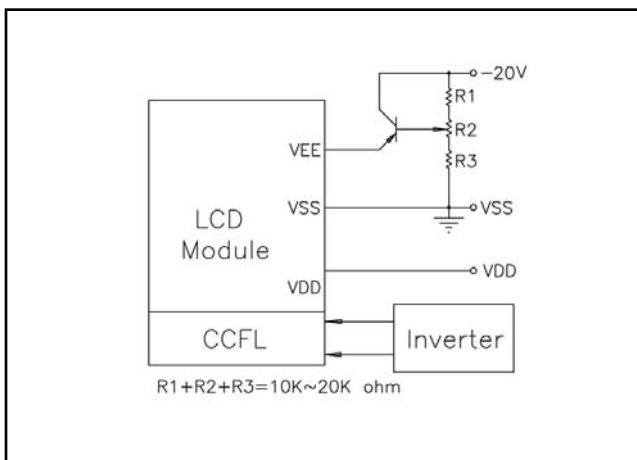 −20V
R1
R2
R3
VEE
VSS
VSS
LCD
Module
VDD
VDD
CCFL
Inverter
R1+R2+R3=10K~20K ohm